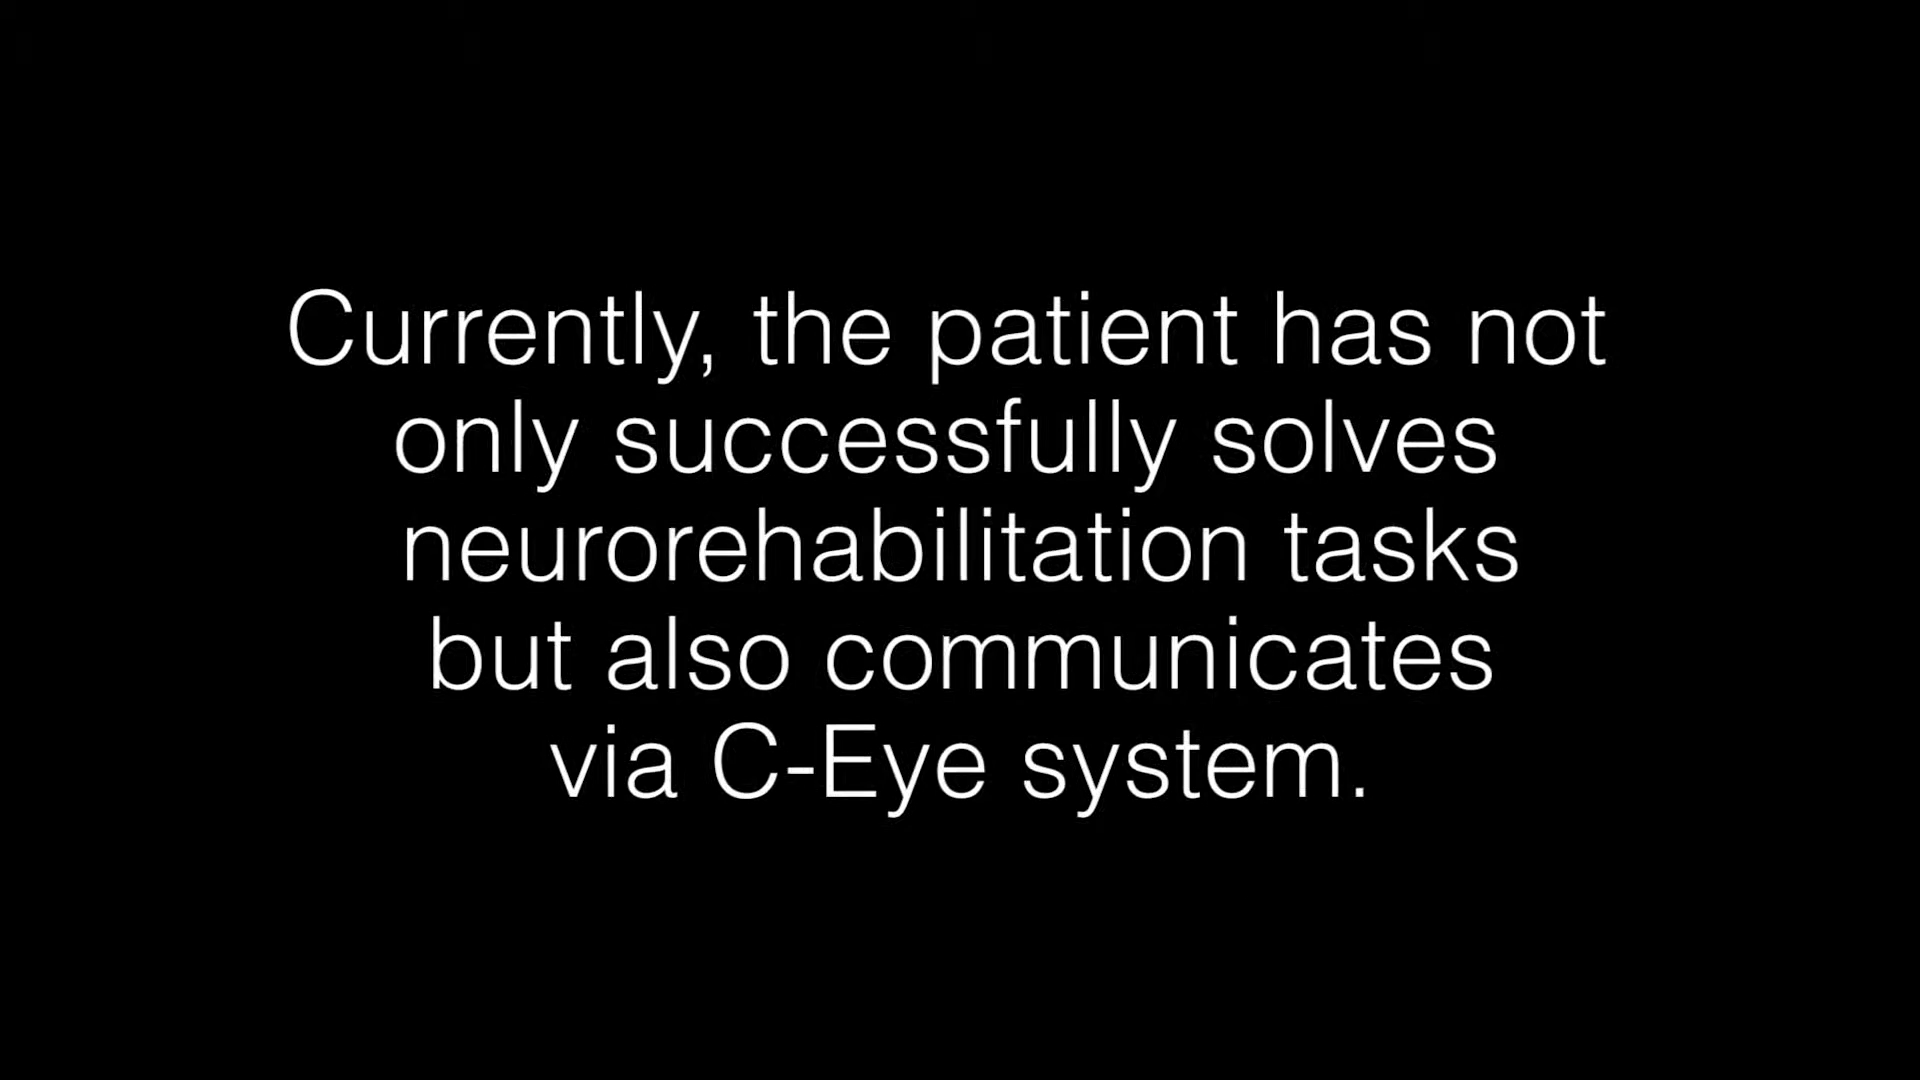 Currently, the patient has not
only successfully solves
neurorehabilitation tasks
but also communicates
via C-Eye system.